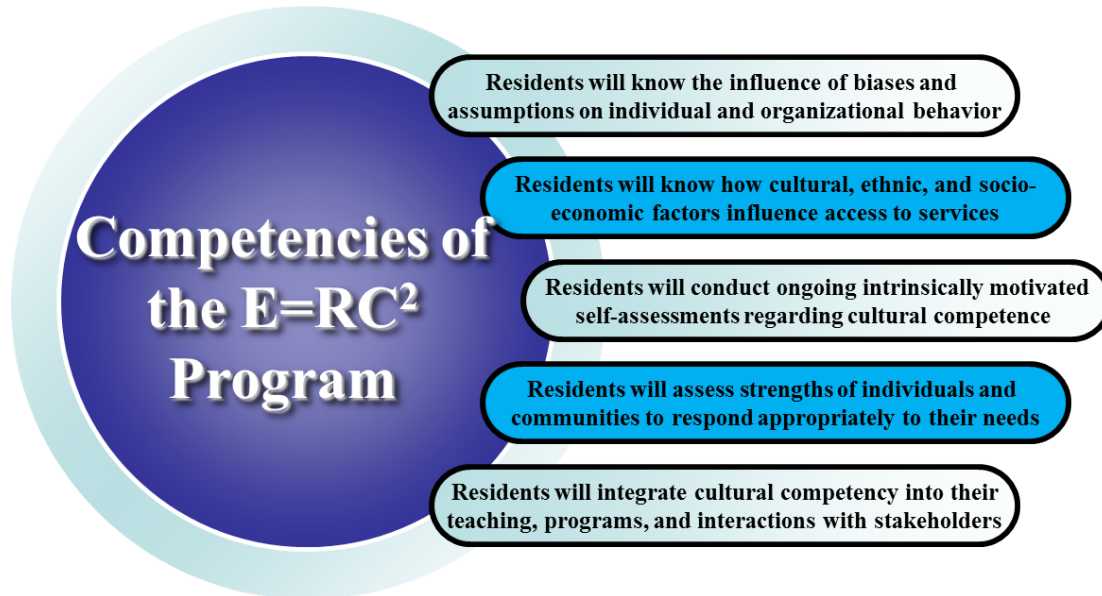 Competencies of
the E=RC²
Program
Residents will know the influence of biases and
assumptions on individual and organizational behavior
Residents will know how cultural, ethnic, and socio-
economic factors influence access to services
Residents will conduct ongoing intrinsically motivated
self-assessments regarding cultural competence
Residents will assess strengths of individuals and
communities to respond appropriately to their needs
Residents will integrate cultural competency into their
teaching, programs, and interactions with stakeholders